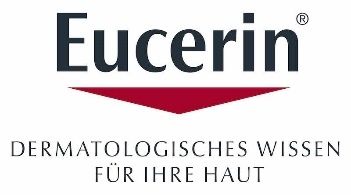 Eucerin®
DERMATOLOGISCHES WISSEN
FÜR IHRE HAUT